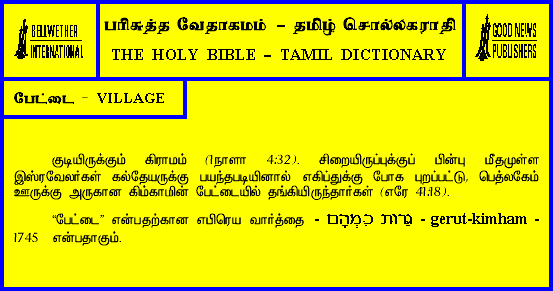 BELLWETHER
INTERNATIONAL
பரிசுத்த வேதாகமம் – தமிழ் சொல்லகராதி
THE HOLY BIBLE – TAMIL DICTIONARY
GOOD NEWS
PUBLISHERS
பேட்டை – VILLAGE
குடியிருக்கும் கிராமம் (1நாளா 4:32). சிறையிருப்புக்குப் பின்பு மீதமுள்ள
இஸ்ரவேலர்கள் கல்தேயருக்கு பயந்தபடியினால் எகிப்துக்கு போக புறப்பட்டு, பெத்லகேம்
ஊருக்கு அருகான கிம்காமின் பேட்டையில் தங்கியிருந்தார்கள் (எரே 41:18).
“பேட்டை” என்பதற்கான எபிரெய வார்த்தை - גֵּרוּת כִּמְהָם - gerut-kimham -
1745 என்பதாகும்.